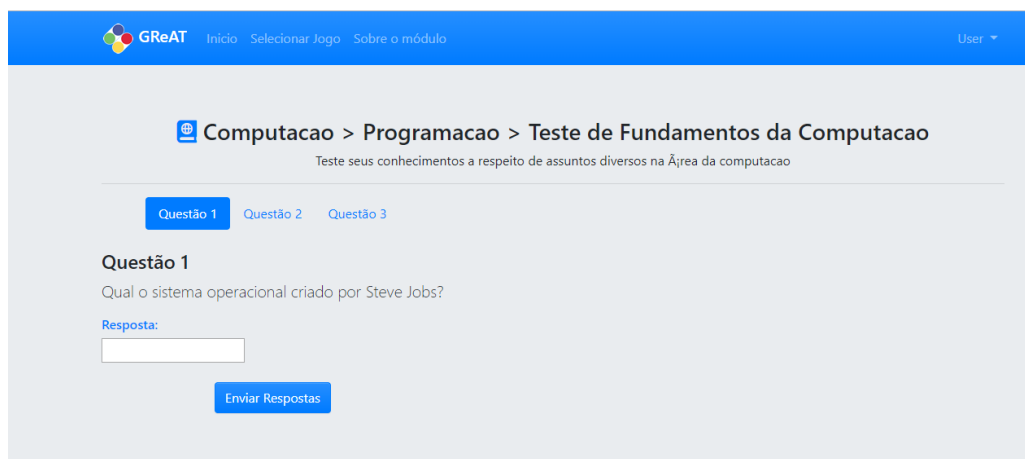 GReAT Inicio Selecionar Jogo Sobre o módulo User
Computacao > Programacao > Teste de Fundamentos da Computacao
Teste seus conhecimentos a respeito de assuntos diversos na Ã¡rea da computacao
Questão 1 Questão 2 Questão 3
Questão 1
Qual o sistema operacional criado por Steve Jobs?
Resposta:
Enviar Respostas